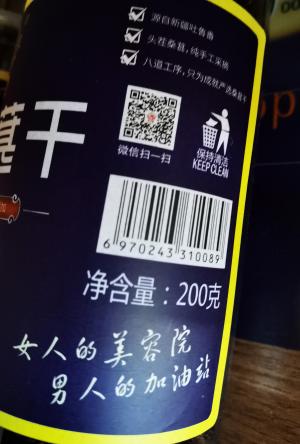 源自新疆吐鲁番
头茬桑葚，纯手工采摘
八道工序，只为成就严选桑葚干
葚干
微信扫一扫
保持清洁
KEEP CLEAN
6 970243 310089
净含量：200克
女人的美容院
男人的加油站